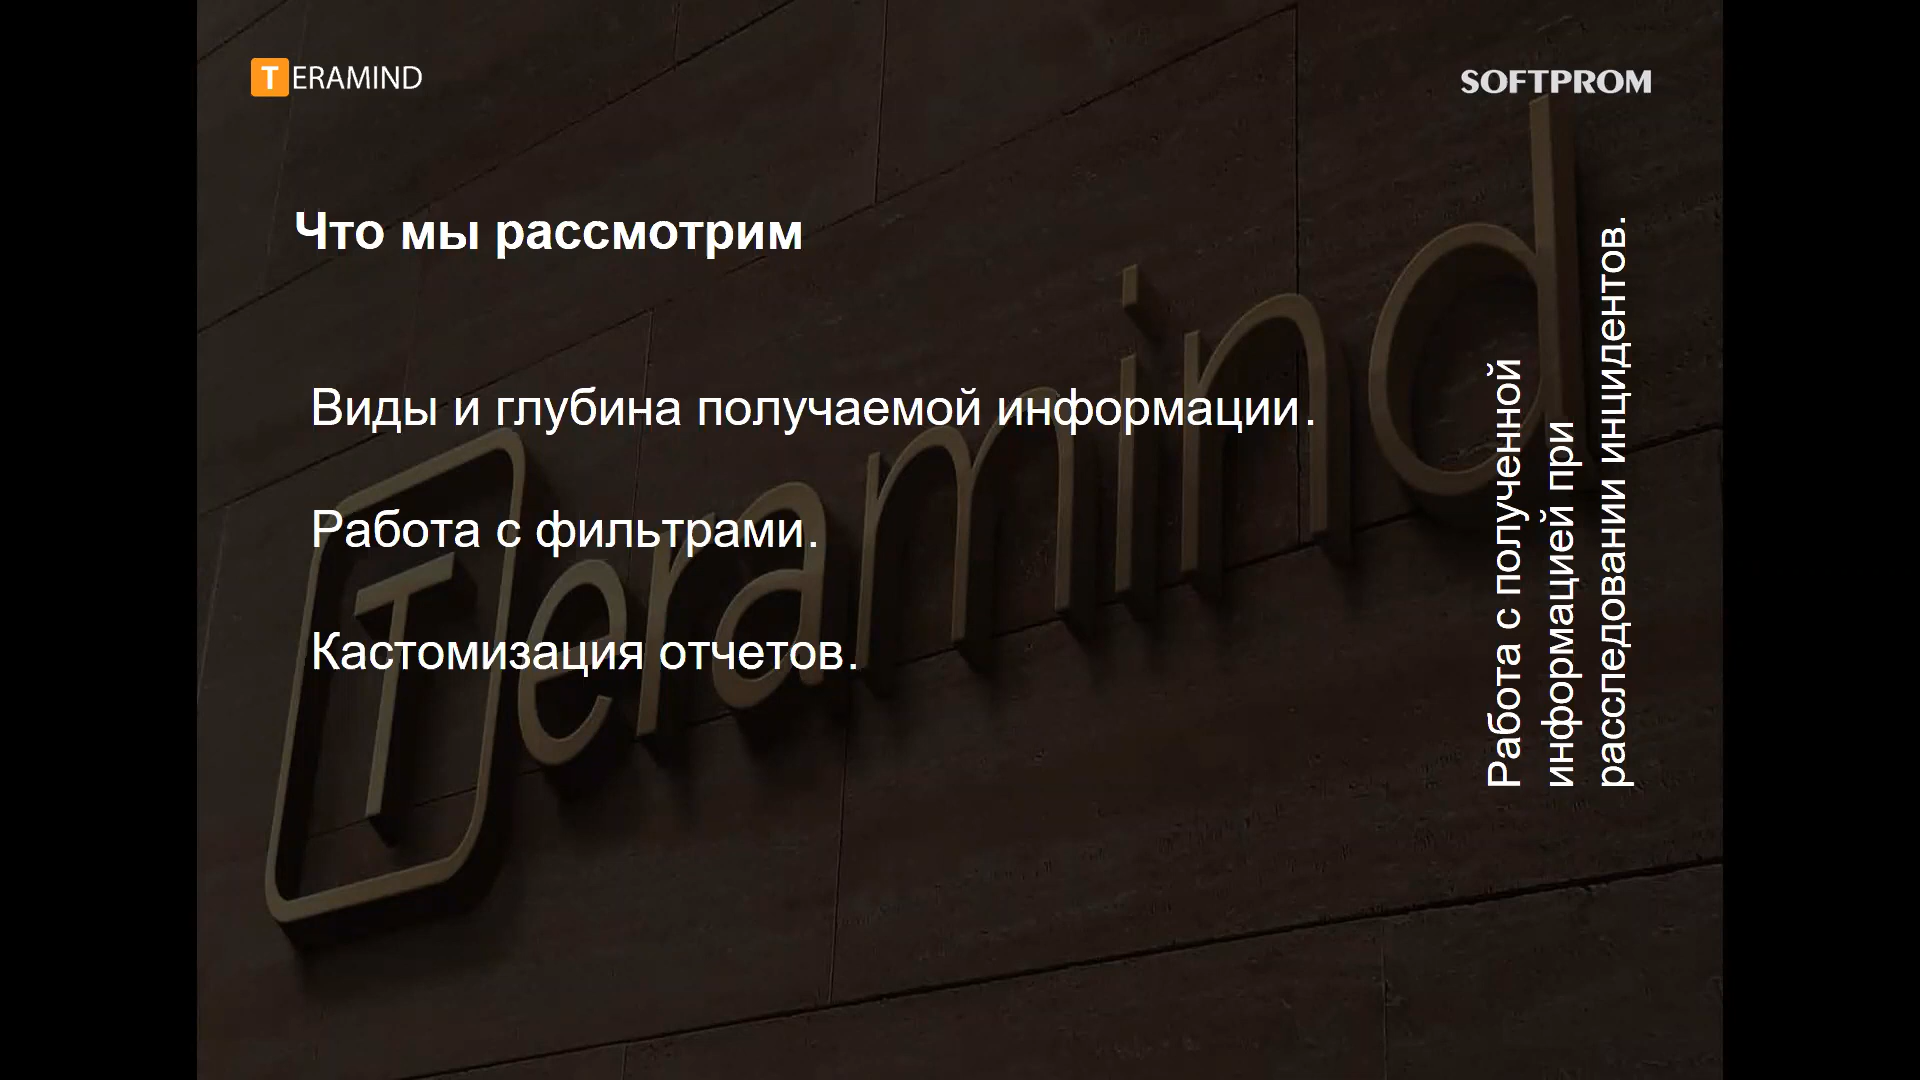 TERAMIND
SOFTPROM
Что мы рассмотрим
Виды и глубина получаемой информации.
Работа с фильтрами.
Кастомизация отчетов.
Работа с полученной
информацией при
расследовании инцидентов.
Teramind